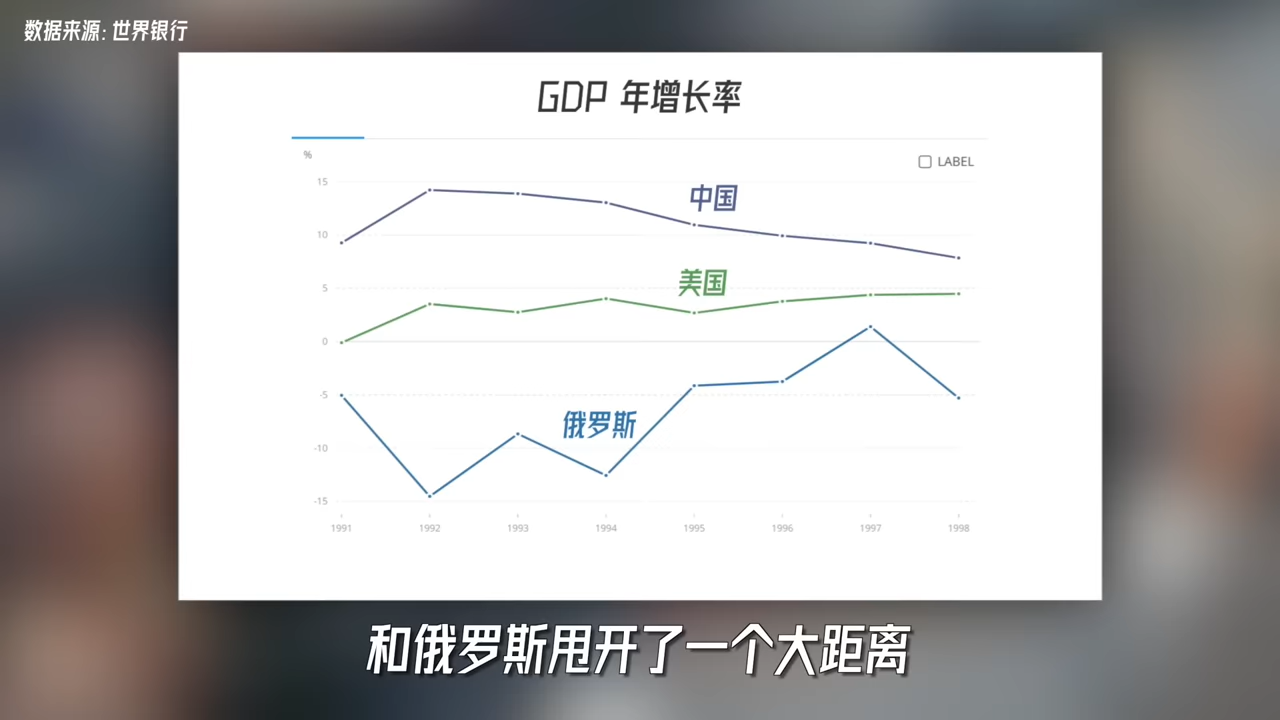 数据来源: 世界银行
GDP 年增长率
%
LABEL
15
中国
10
美国
5
0
-5
俄罗斯
-10
-15
1991 1992 1993 1994 1995 1996 1997 1998
和俄罗斯甩开了一个大距离